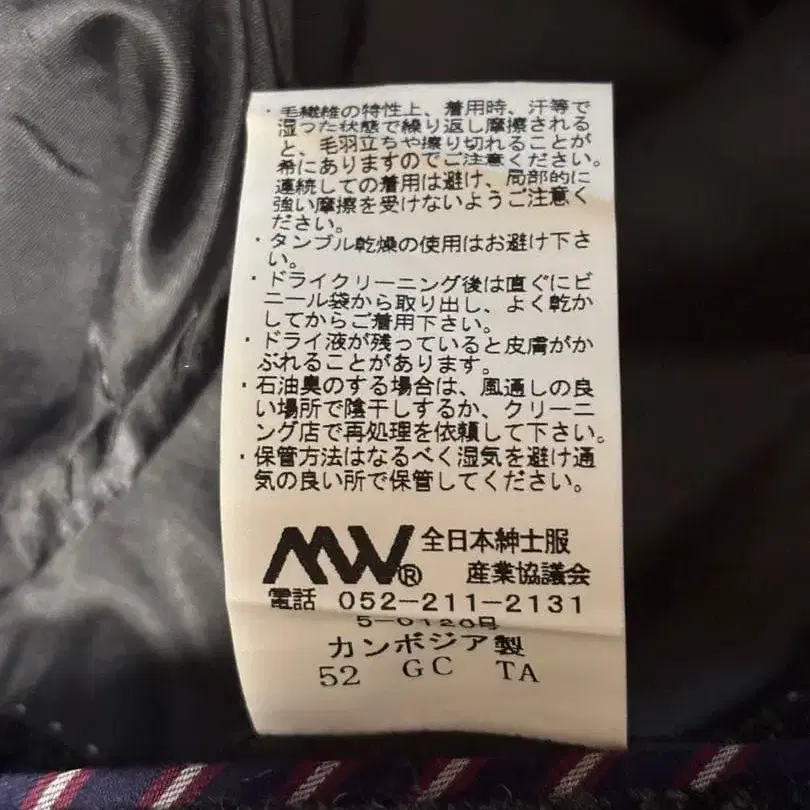 ・毛繊維の特性上、着用時、汗等で
湿った状態で繰り返し摩擦される
と、毛羽立ちや擦り切れることが
希にありますのでご注意ください。
連続しての着用は避け、局部的に
強い摩擦を受けないようご注意く
ださい。
・タンブル乾燥の使用はお避け下さ
い。
・ドライクリーニング後は直ぐにビ
ニール袋から取り出し、よく乾か
してからご着用下さい。
・ドライ液が残っていると皮膚がか
ぶれることがあります。
・石油臭のする場合は、風通しの良
い場所で陰干しするか、クリーニ
ング店で再処理を依頼して下さい。
・保管方法はなるべく湿気を避け通
気の良い所で保管してください。
MW® 全日本紳士服
産業協議会
電話 052-211-2131
5-0120号
カンボジア製
52 GC TA